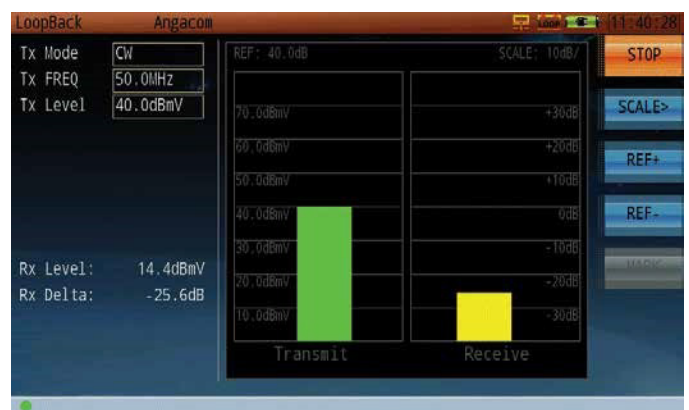 LoopBack Angacom LOOP 11:40:28
Tx Mode CW
Tx FREQ 50.0MHz
Tx Level 40.0dBmV
Rx Level: 14.4dBmV
Rx Delta: -25.6dB
REF: 40.0dB SCALE: 10dB/
70.0dBmV +30dB
60.0dBmV +20dB
50.0dBmV +10dB
40.0dBmV 0dB
30.0dBmV -10dB
20.0dBmV -20dB
10.0dBmV -30dB
Transmit Receive
STOP
SCALE>
REF+
REF-